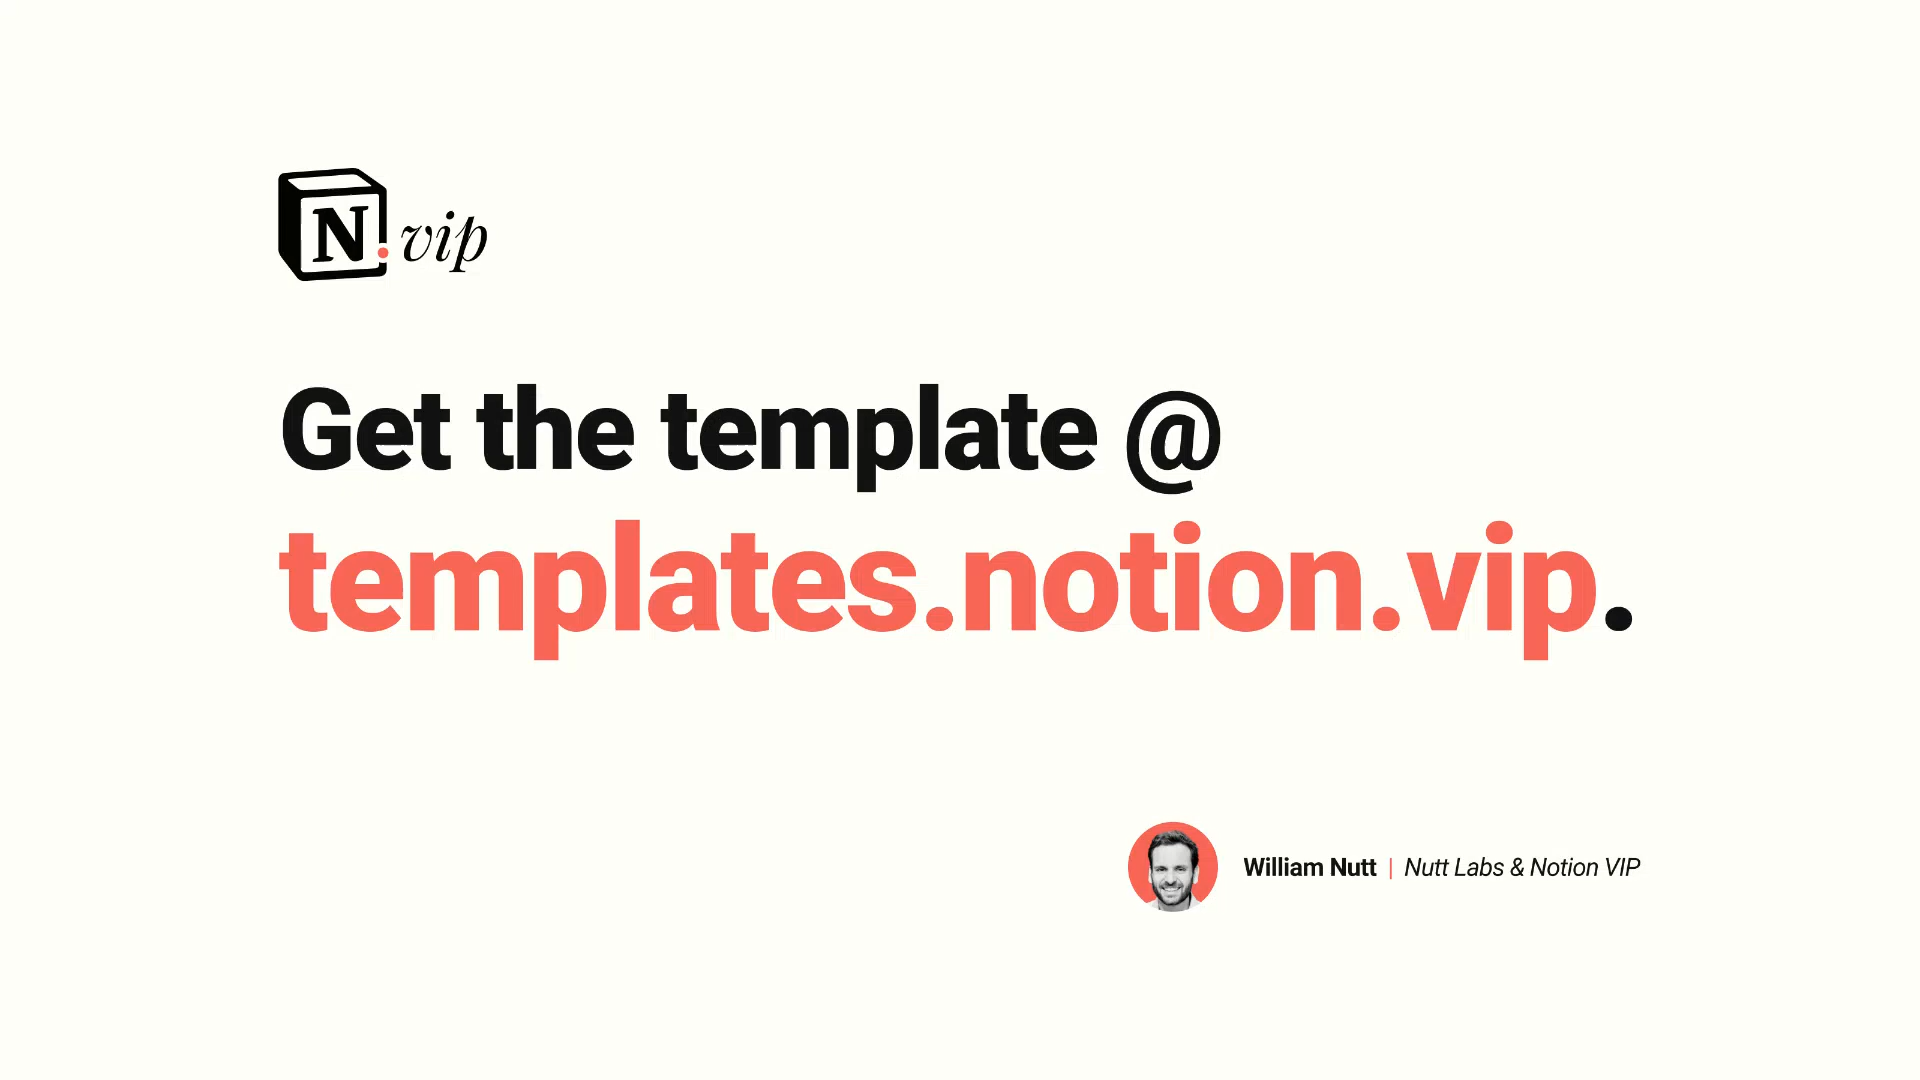 N.vip
Get the template @
templates.notion.vip.
William Nutt | Nutt Labs & Notion VIP